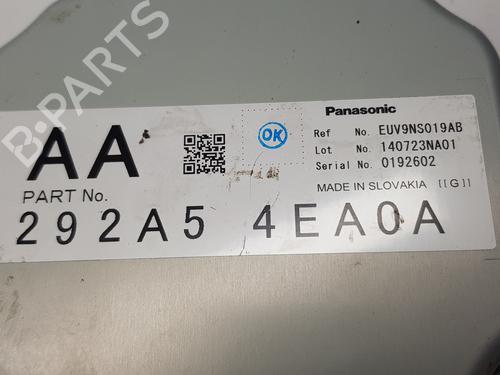 B-PARTS
AA
OK
Panasonic
Ref No. EUV9NS019AB
Lot No. 140723NA01
Serial No. 0192602
MADE IN SLOVAKIA [[G]]
PART No.
292A5 4EA0A